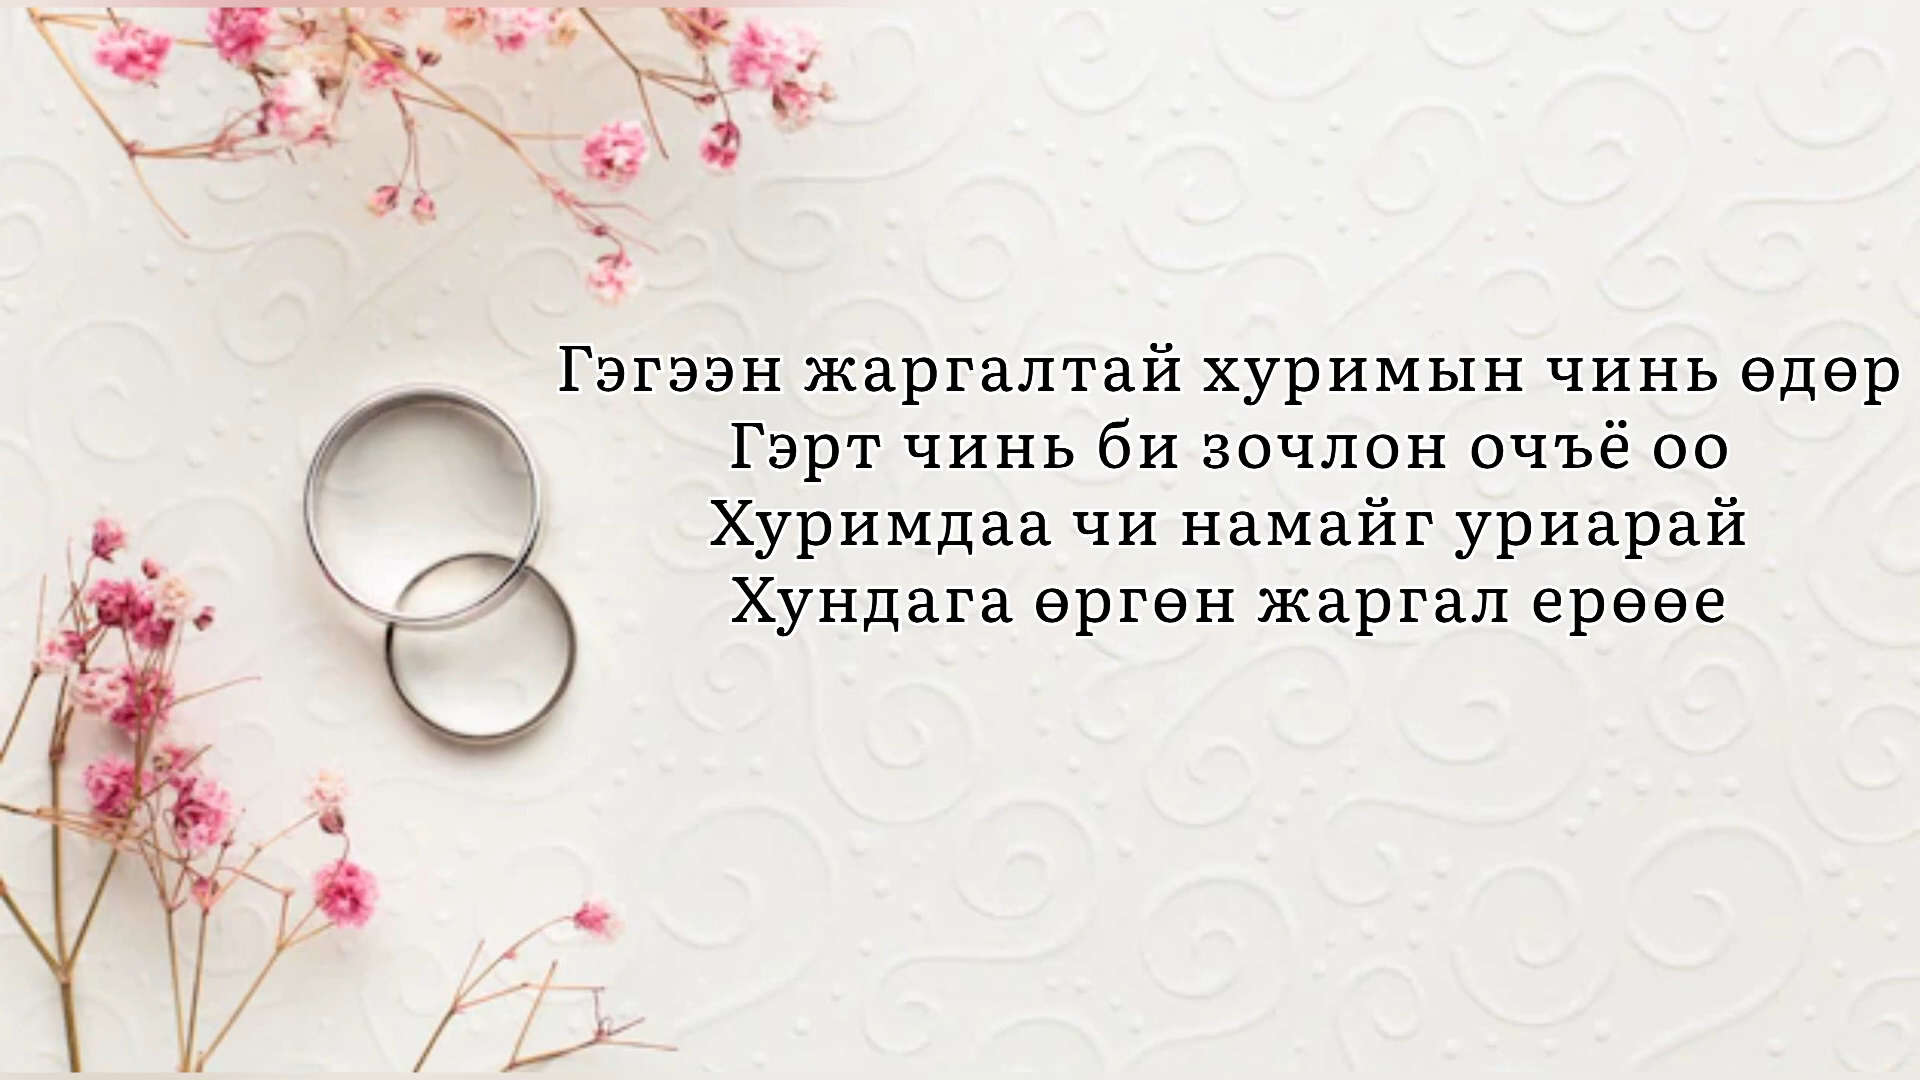 Гэгээн жаргалтай хуримын чинь өдөр
Гэрт чинь би зочлон очъё оо
Хуримдаа чи намайг уриарай
Хундага өргөн жаргал ерөөе